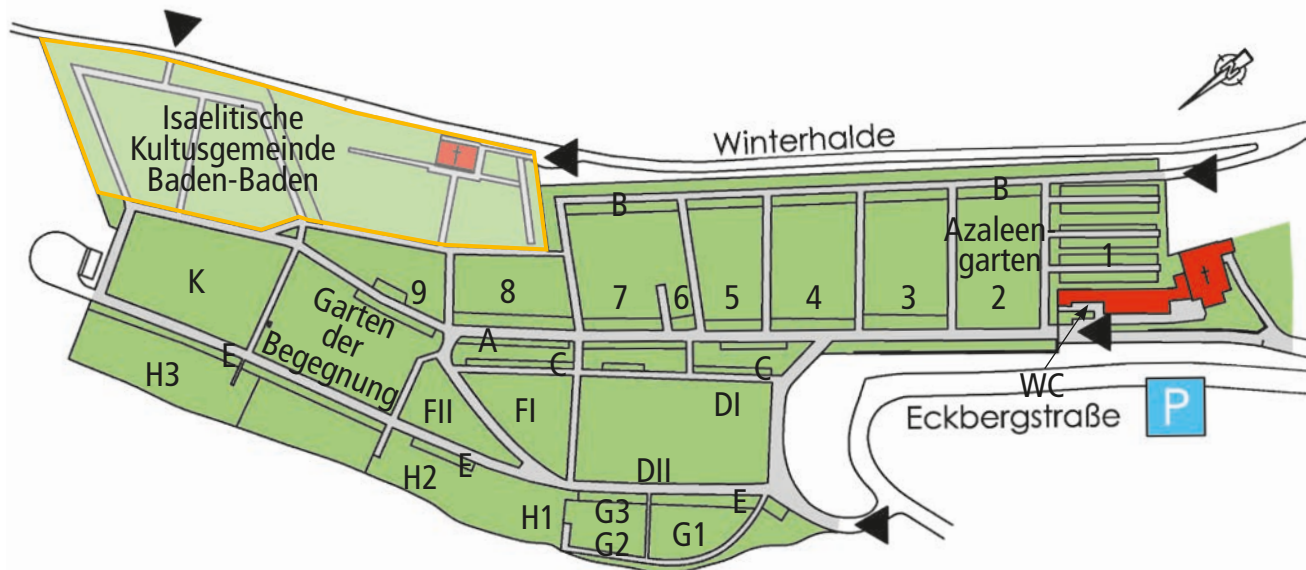 Isaelitische
Kultusgemeinde
Baden-Baden
Winterhalde
B
B
Azaleen-
garten
1
K
9
8
7
6
5
4
3
2
Garten
der
Begegnung
A
C
C
WC
H3
E
FII
FI
DI
Eckbergstraße
P
H2
E
DII
E
H1
G3
G2
G1